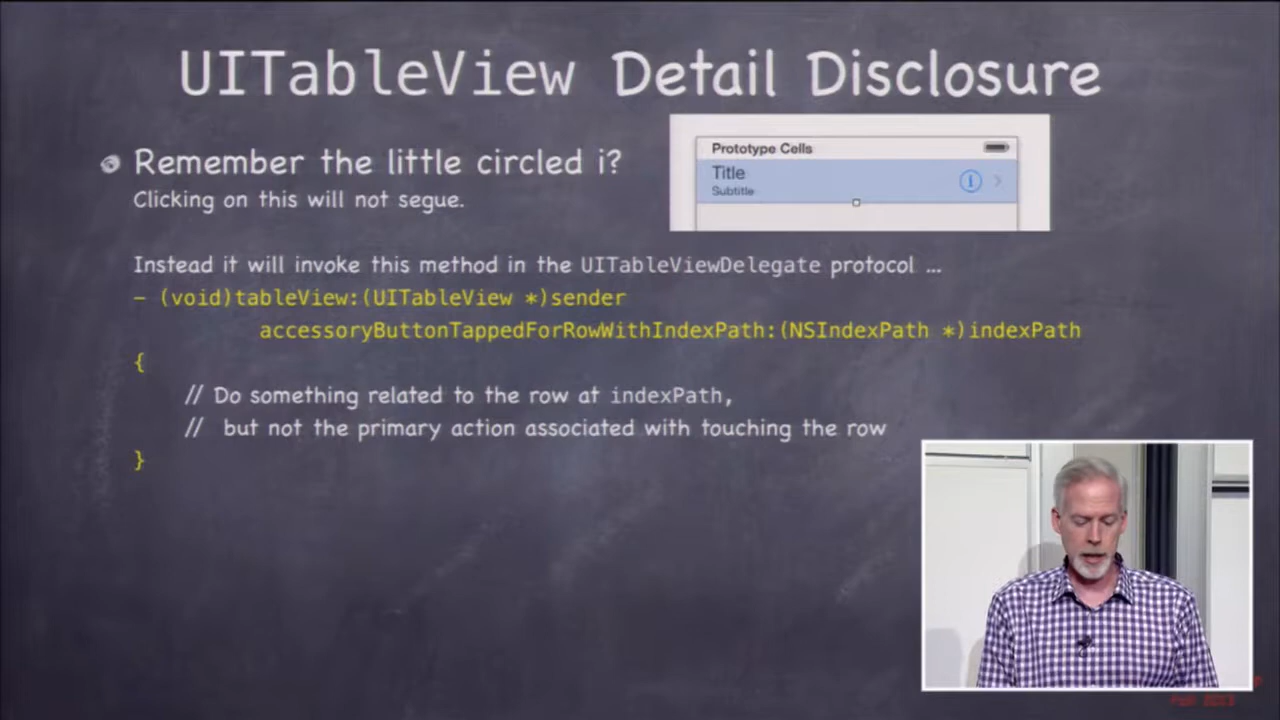 UITableView Detail Disclosure
Remember the little circled i?
Clicking on this will not segue.
Prototype Cells
Title
Subtitle
i
Instead it will invoke this method in the UITableViewDelegate protocol ...
- (void)tableView:(UITableView *)sender
accessoryButtonTappedForRowWithIndexPath:(NSIndexPath *)indexPath
{
// Do something related to the row at indexPath,
// but not the primary action associated with touching the row
}